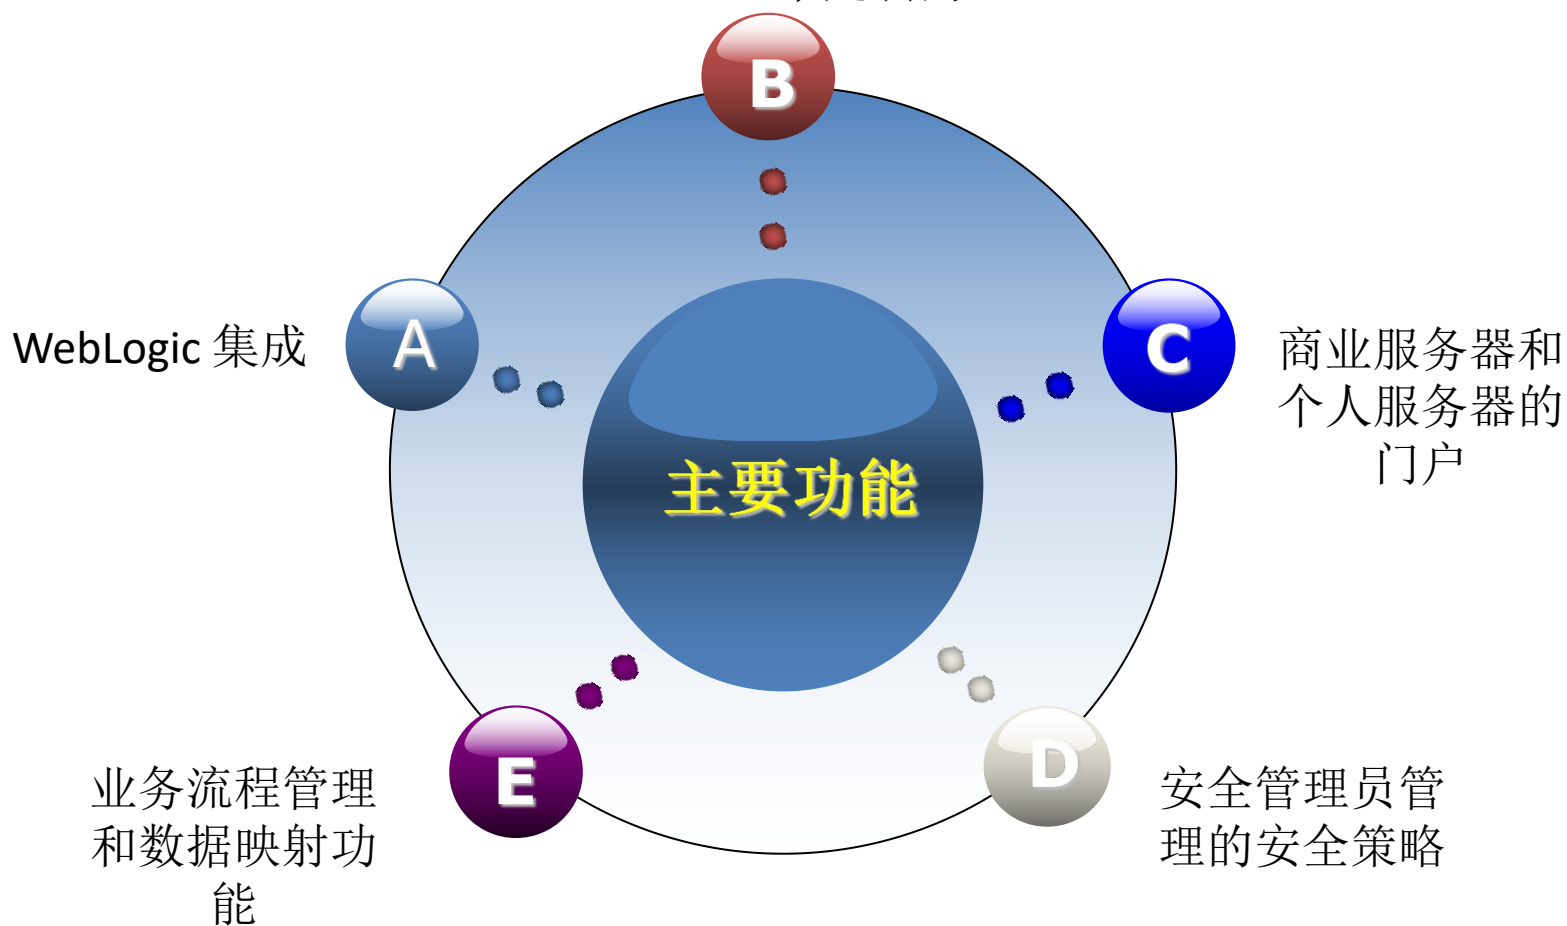 B
A
WebLogic 集成
C
商业服务器和
个人服务器的
门户
主要功能
E
业务流程管理
和数据映射功
能
D
安全管理员管
理的安全策略